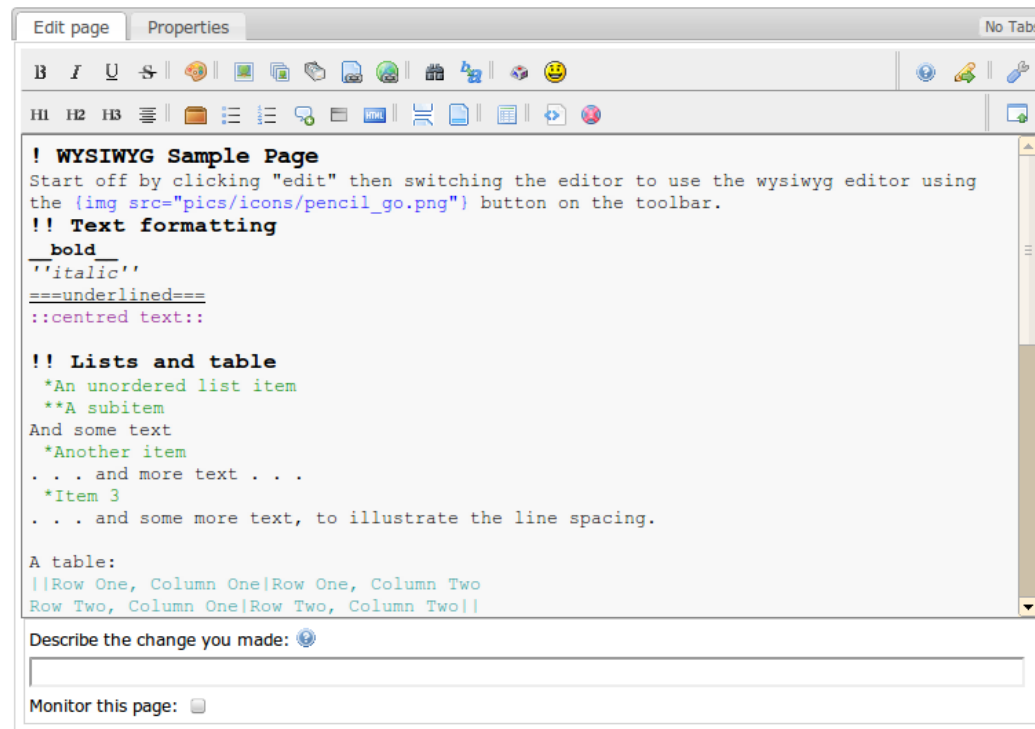 Edit page Properties No Tabs
B I U S
H1 H2 H3 HTML
! WYSIWYG Sample Page
Start off by clicking "edit" then switching the editor to use the wysiwyg editor using
the {img src="pics/icons/pencil_go.png"} button on the toolbar.
!! Text formatting
__bold__
''italic''
===underlined===
::centred text::
!! Lists and table
*An unordered list item
**A subitem
And some text
*Another item
. . . and more text . . .
*Item 3
. . . and some more text, to illustrate the line spacing.
A table:
||Row One, Column One|Row One, Column Two
Row Two, Column One|Row Two, Column Two||
Describe the change you made:
Monitor this page: